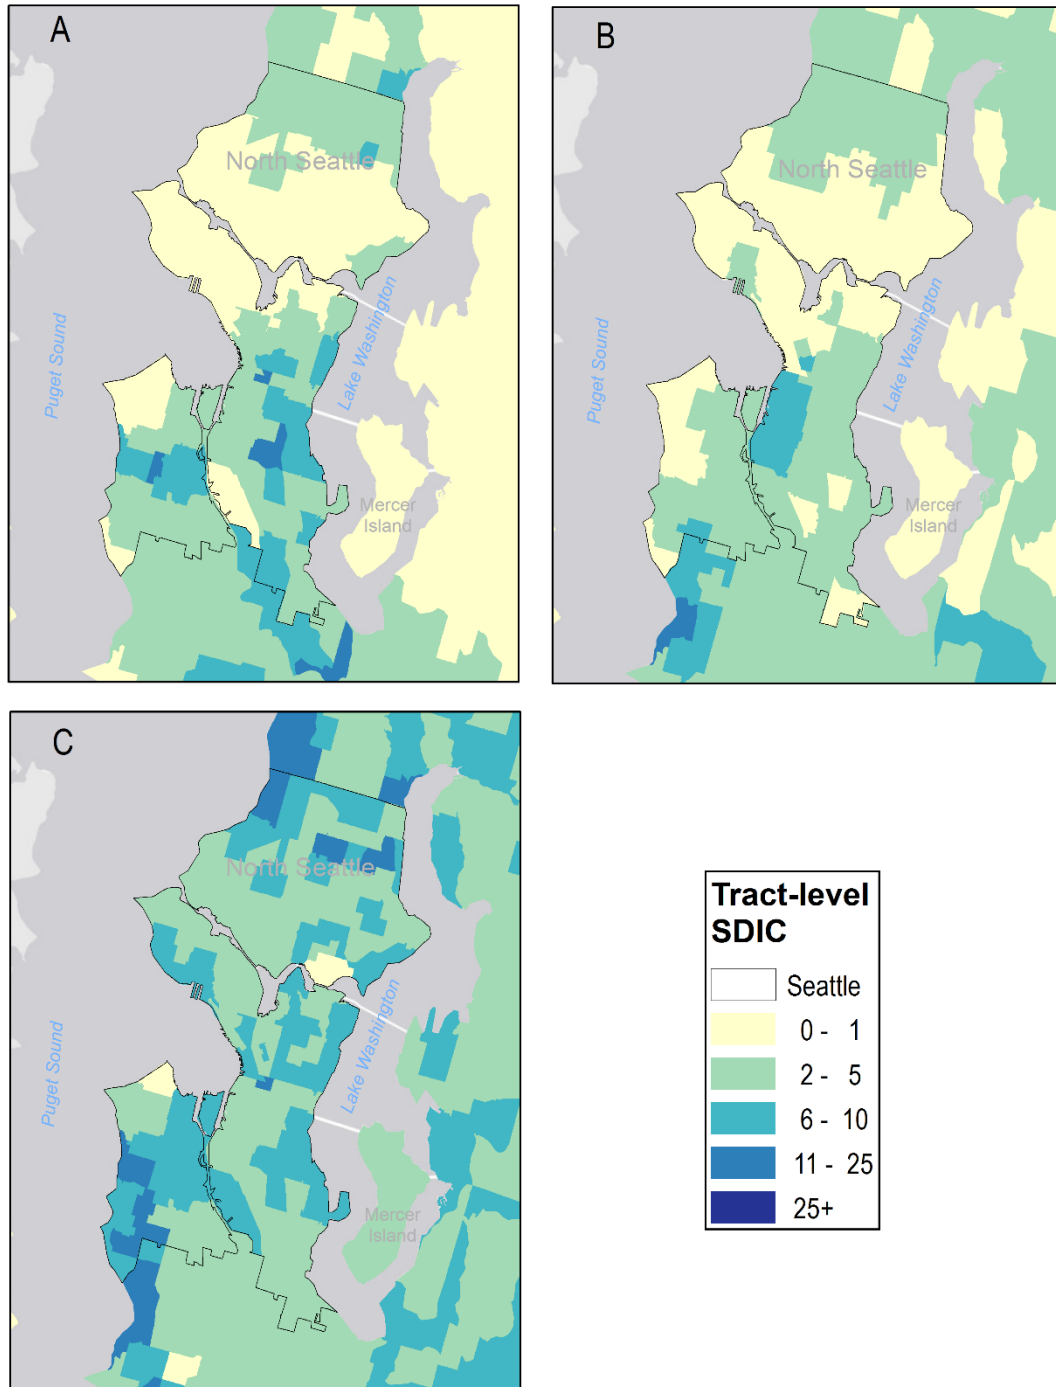 A
North Seattle
Puget Sound
Lake Washington
Mercer
Island
B
North Seattle
Puget Sound
Lake Washington
Mercer
Island
C
North Seattle
Puget Sound
Lake Washington
Mercer
Island
Tract-level
SDIC
Seattle
0 - 1
2 - 5
6 - 10
11 - 25
25+